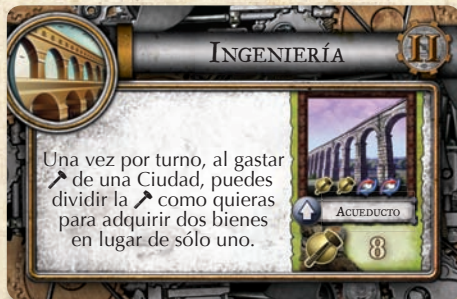 INGENIERÍA
II
Una vez por turno, al gastar
de una Ciudad, puedes
dividir la como quieras
para adquirir dos bienes
en lugar de sólo uno.
ACUEDUCTO
8